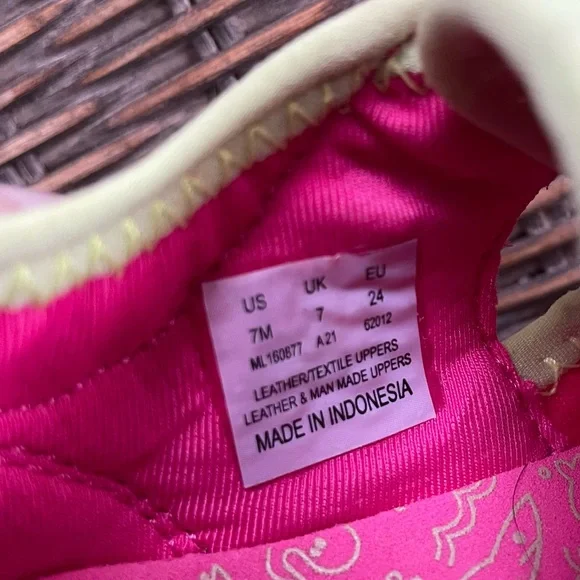 US UK EU
7M 7 24
ML160877 A21 62012
LEATHER/TEXTILE UPPERS
LEATHER & MAN MADE UPPERS
MADE IN INDONESIA